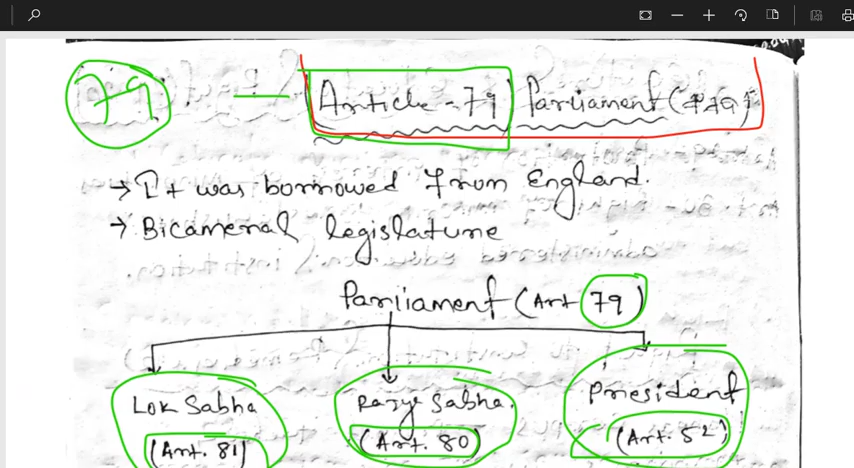 79. Article - 79 Parliament (संसद)
→ It was borrowed from England.
→ Bicameral legislature
Parliament (Art 79)
Lok Sabha Rajya Sabha. President
(Art. 81) (Art. 80) (Art. 52)